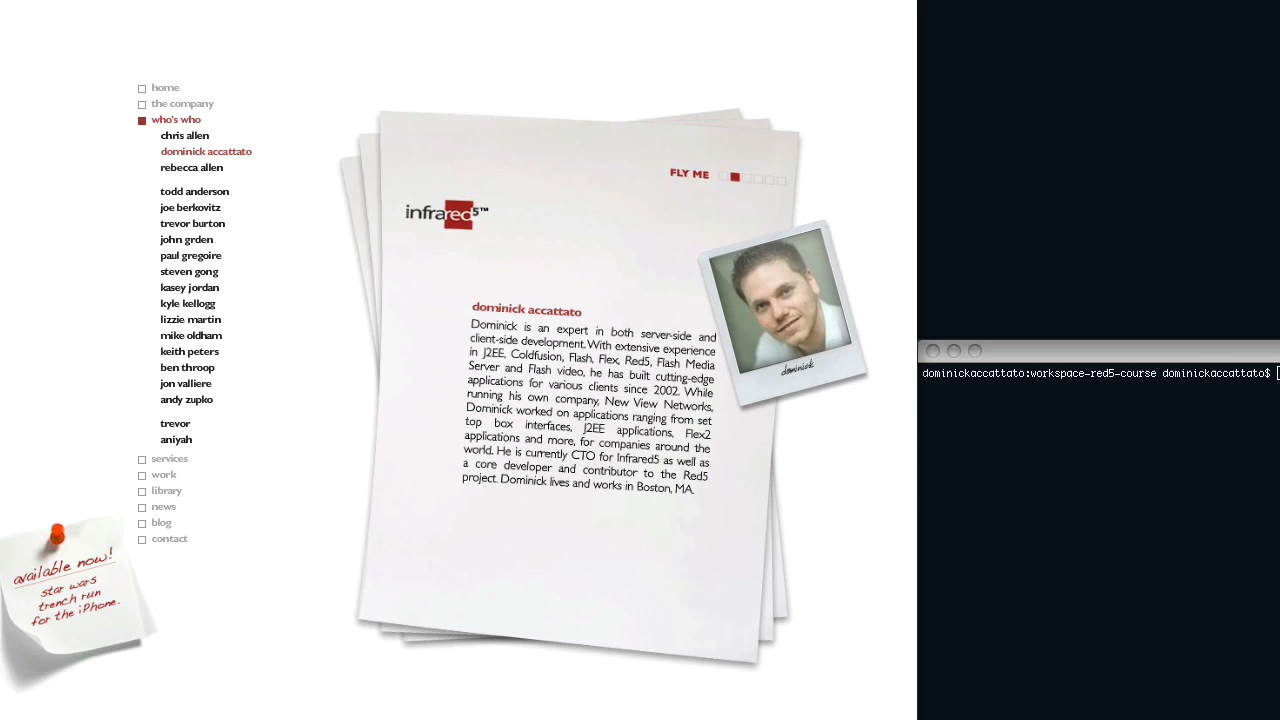 home
the company
who's who
chris allen
dominick accattato
rebecca allen
todd anderson
joe berkovitz
trevor burton
john grden
paul gregoire
steven gong
kasey jordan
kyle kellogg
lizzie martin
mike oldham
keith peters
ben throop
jon valliere
andy zupko
trevor
aniyah
services
work
library
news
blog
contact
available now!
star wars
trench run
for the iPhone.
FLY ME
infrared5™
dominick accattato
Dominick is an expert in both server-side and
client-side development. With extensive experience
in J2EE, Coldfusion, Flash, Flex, Red5, Flash Media
Server and Flash video, he has built cutting-edge
applications for various clients since 2002. While
running his own company, New View Networks,
Dominick worked on applications ranging from set
top box interfaces, J2EE applications, Flex2
applications and more, for companies around the
world. He is currently CTO for Infrared5 as well as
a core developer and contributor to the Red5
project. Dominick lives and works in Boston, MA.
dominick
dominickaccattato:workspace-red5-course dominickaccattato$